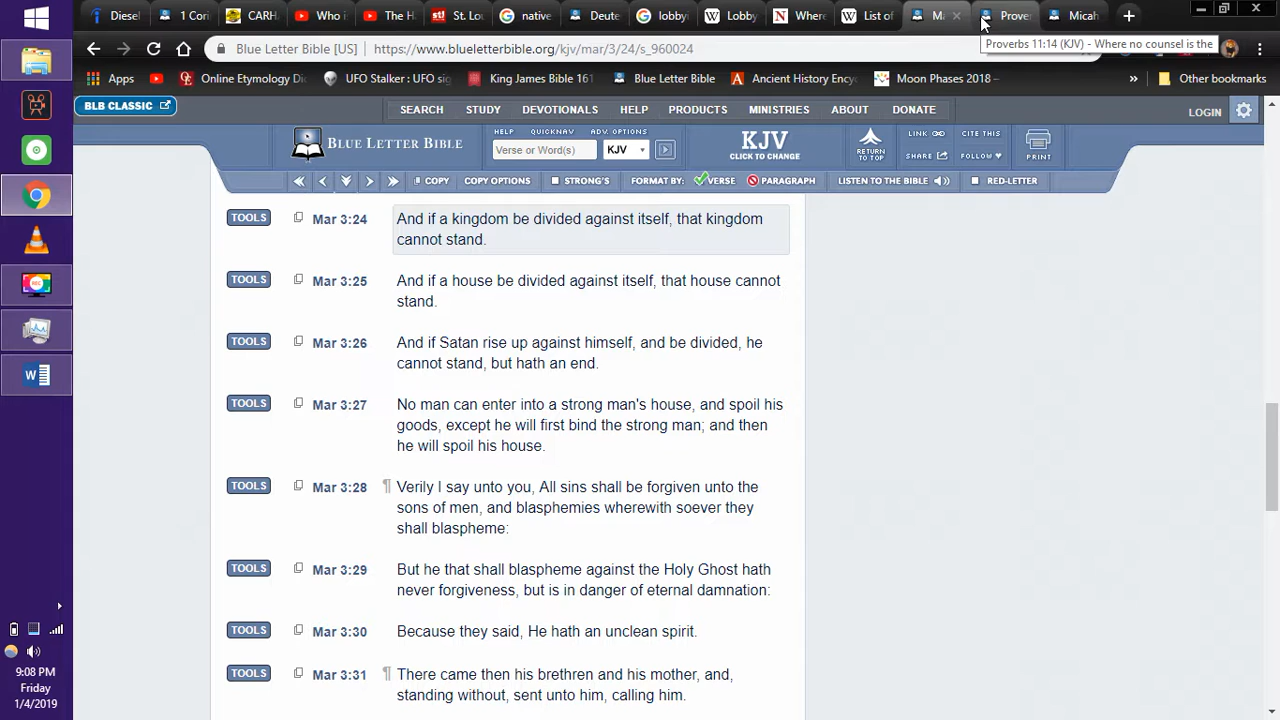 Diesel
1 Cori
CARH
Who is
The H
St. Lou
native
Deute
lobbyi
Lobby
Where
List of
Ma
Prover
Micah
Proverbs 11:14 (KJV) - Where no counsel is the
Blue Letter Bible [US] https://www.blueletterbible.org/kjv/mar/3/24/s_960024
Apps
Online Etymology Di
UFO Stalker : UFO sig
King James Bible 161
Blue Letter Bible
Ancient History Ency
Moon Phases 2018 –
»
Other bookmarks
BLB CLASSIC
SEARCH STUDY DEVOTIONALS HELP PRODUCTS MINISTRIES ABOUT DONATE
LOGIN
BLUE LETTER BIBLE
HELP QUICKNAV ADV. OPTIONS
Verse or Word(s) KJV
KJV
CLICK TO CHANGE
RETURN
TO TOP
LINK CITE THIS
SHARE FOLLOW
PRINT
COPY COPY OPTIONS STRONG'S FORMAT BY: VERSE PARAGRAPH LISTEN TO THE BIBLE RED-LETTER
TOOLS Mar 3:24 And if a kingdom be divided against itself, that kingdom
cannot stand.
TOOLS Mar 3:25 And if a house be divided against itself, that house cannot
stand.
TOOLS Mar 3:26 And if Satan rise up against himself, and be divided, he
cannot stand, but hath an end.
TOOLS Mar 3:27 No man can enter into a strong man's house, and spoil his
goods, except he will first bind the strong man; and then
he will spoil his house.
TOOLS Mar 3:28 ¶ Verily I say unto you, All sins shall be forgiven unto the
sons of men, and blasphemies wherewith soever they
shall blaspheme:
TOOLS Mar 3:29 But he that shall blaspheme against the Holy Ghost hath
never forgiveness, but is in danger of eternal damnation:
TOOLS Mar 3:30 Because they said, He hath an unclean spirit.
TOOLS Mar 3:31 ¶ There came then his brethren and his mother, and,
standing without, sent unto him, calling him.
9:08 PM
Friday
1/4/2019